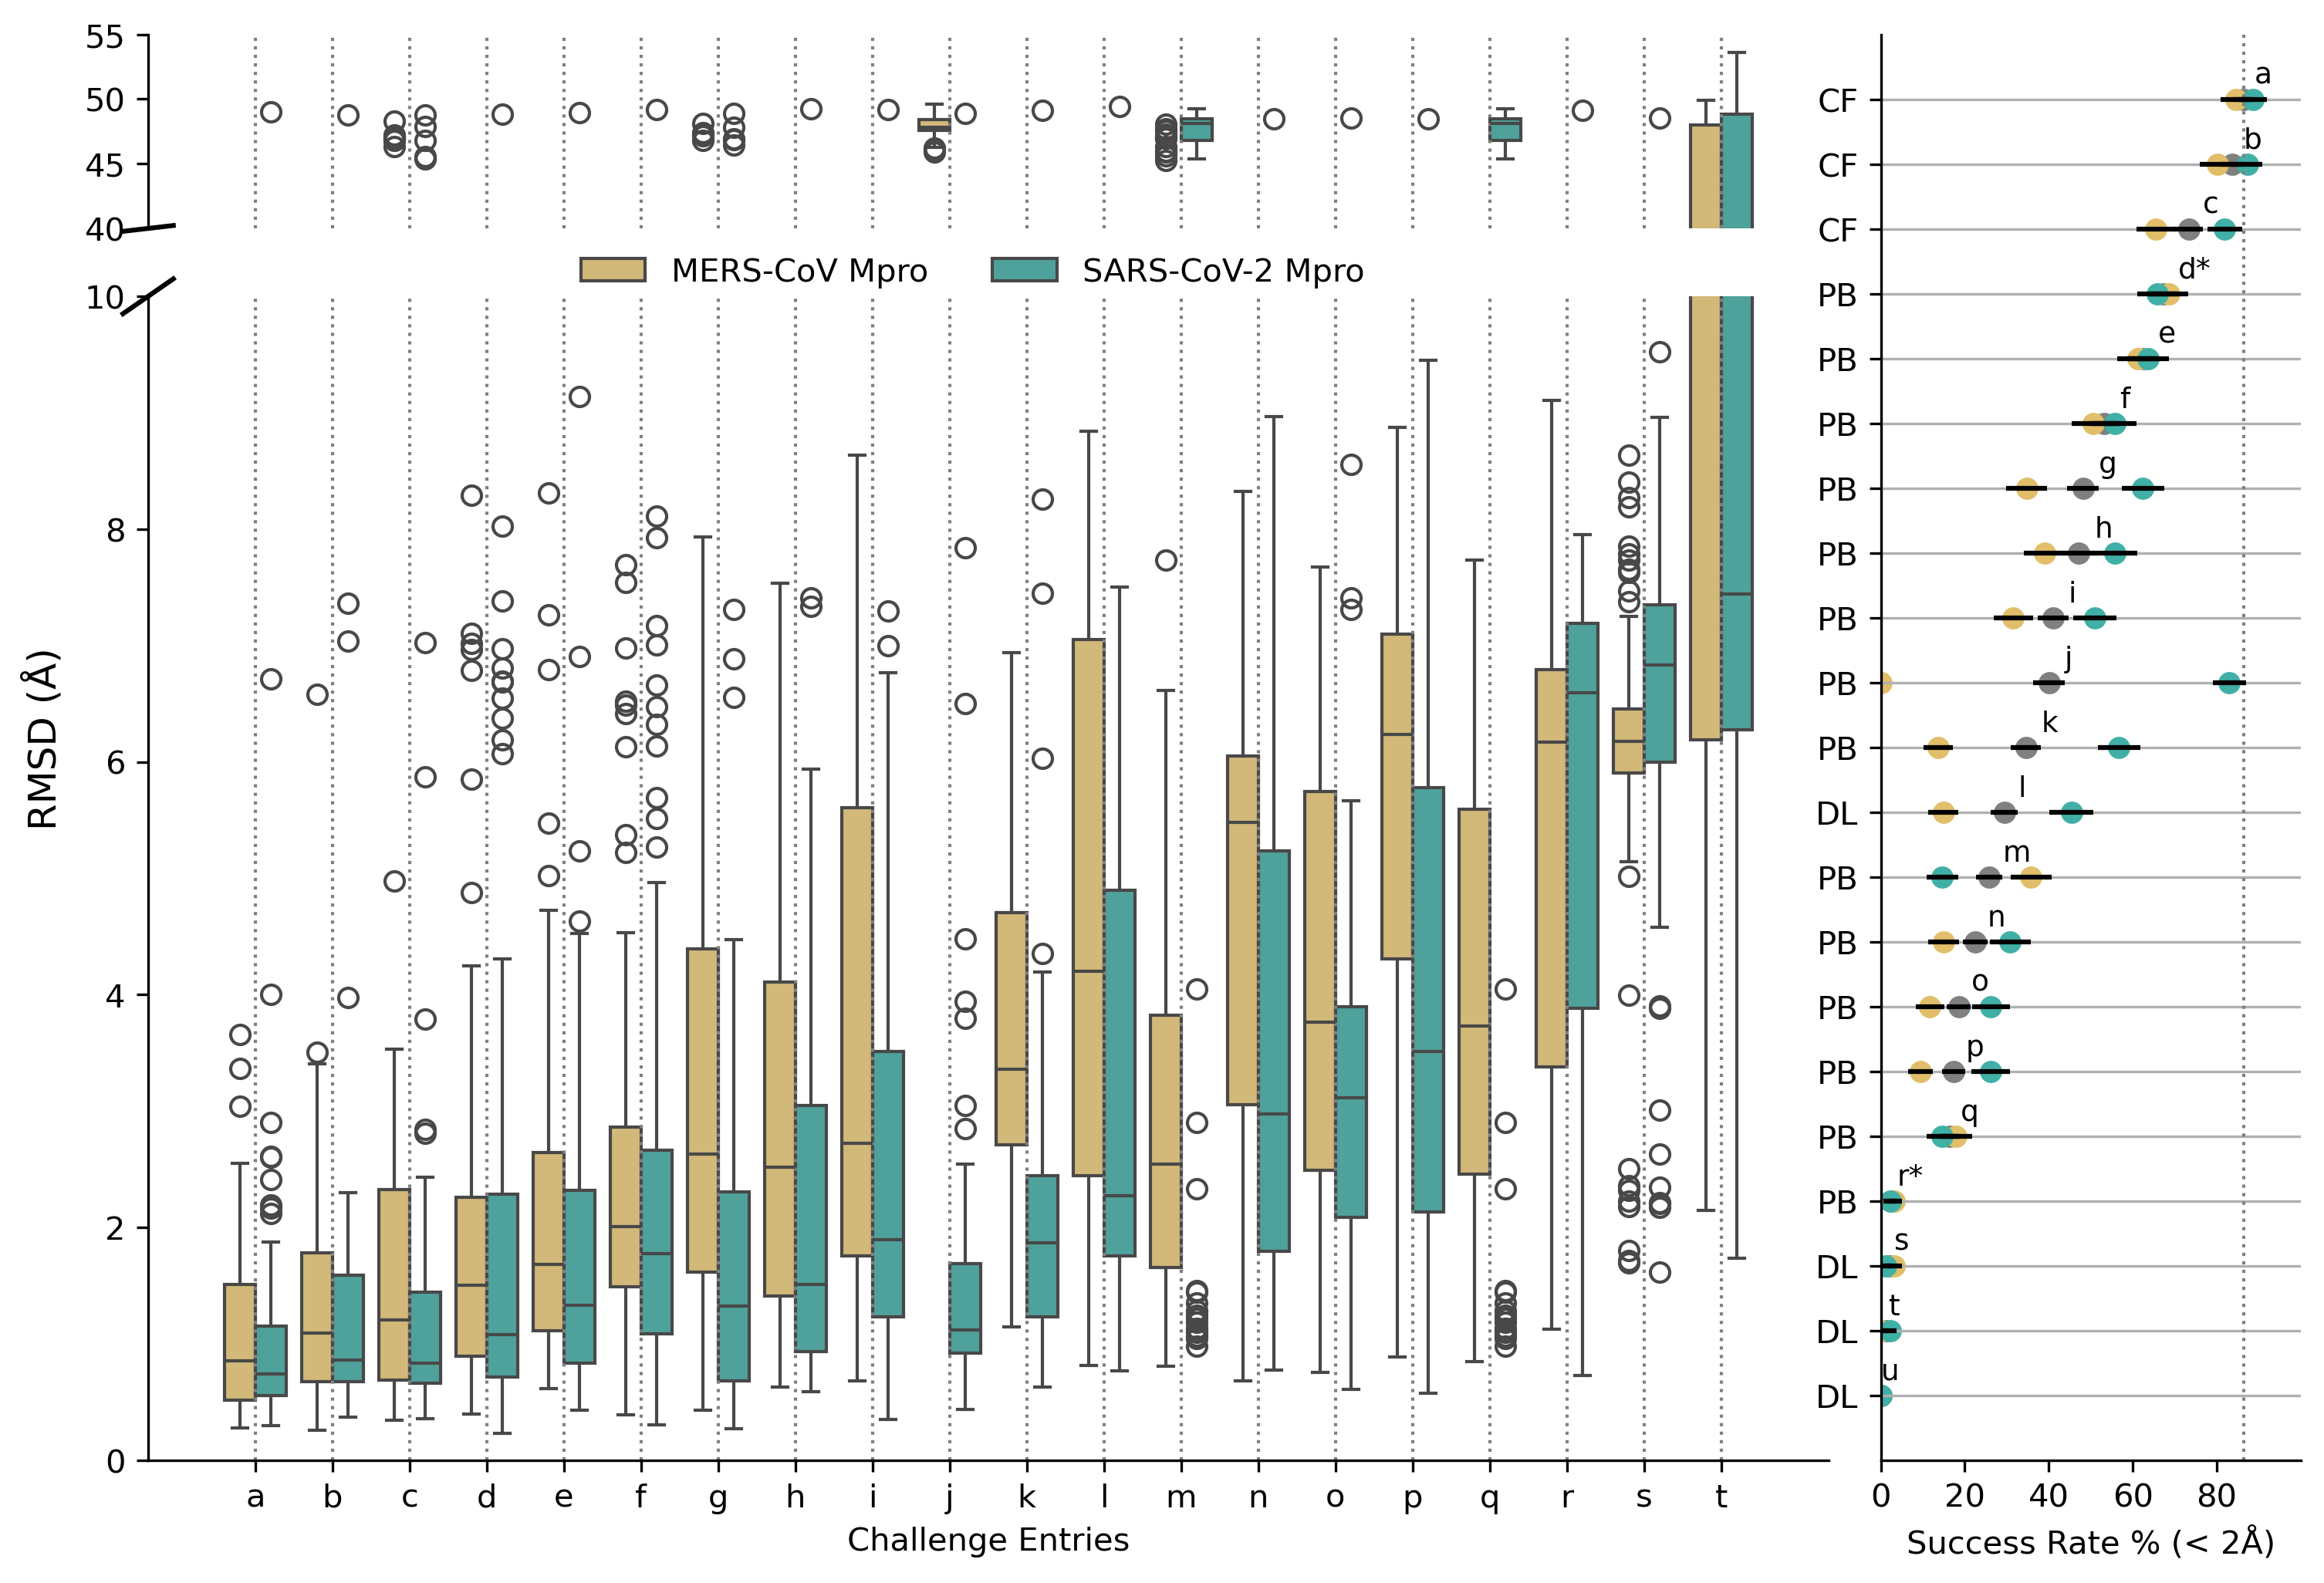 55
50
45
40
10
8
6
4
2
0
RMSD (Å)
MERS-CoV Mpro SARS-CoV-2 Mpro
a b c d e f g h i j k l m n o p q r s t
Challenge Entries
CF a
CF b
CF c
PB d*
PB e
PB f
PB g
PB h
PB i
PB j
PB k
DL l
PB m
PB n
PB o
PB p
PB q
PB r*
DL s
DL t
DL u
0 20 40 60 80
Success Rate % (< 2Å)